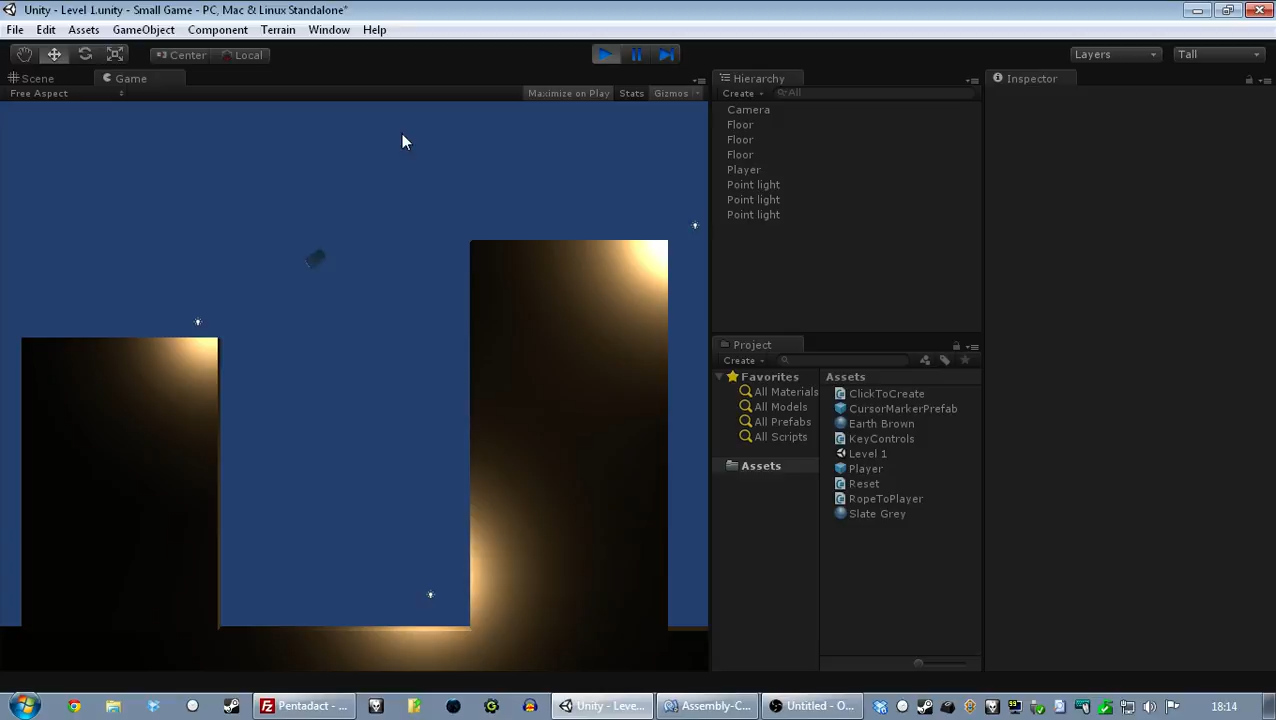 Unity - Level 1.unity - Small Game - PC, Mac & Linux Standalone*
File Edit Assets GameObject Component Terrain Window Help
Center Local Layers Tall
Scene Game Hierarchy Inspector
Free Aspect Maximize on Play Stats Gizmos Create All
Camera
Floor
Floor
Floor
Player
Point light
Point light
Point light
Project
Create
Favorites Assets
All Materials ClickToCreate
All Models CursorMarkerPrefab
All Prefabs Earth Brown
All Scripts KeyControls
Level 1
Assets Player
Reset
RopeToPlayer
Slate Grey
Pentadact - ... Unity - Leve... Assembly-C... Untitled - O... 18:14